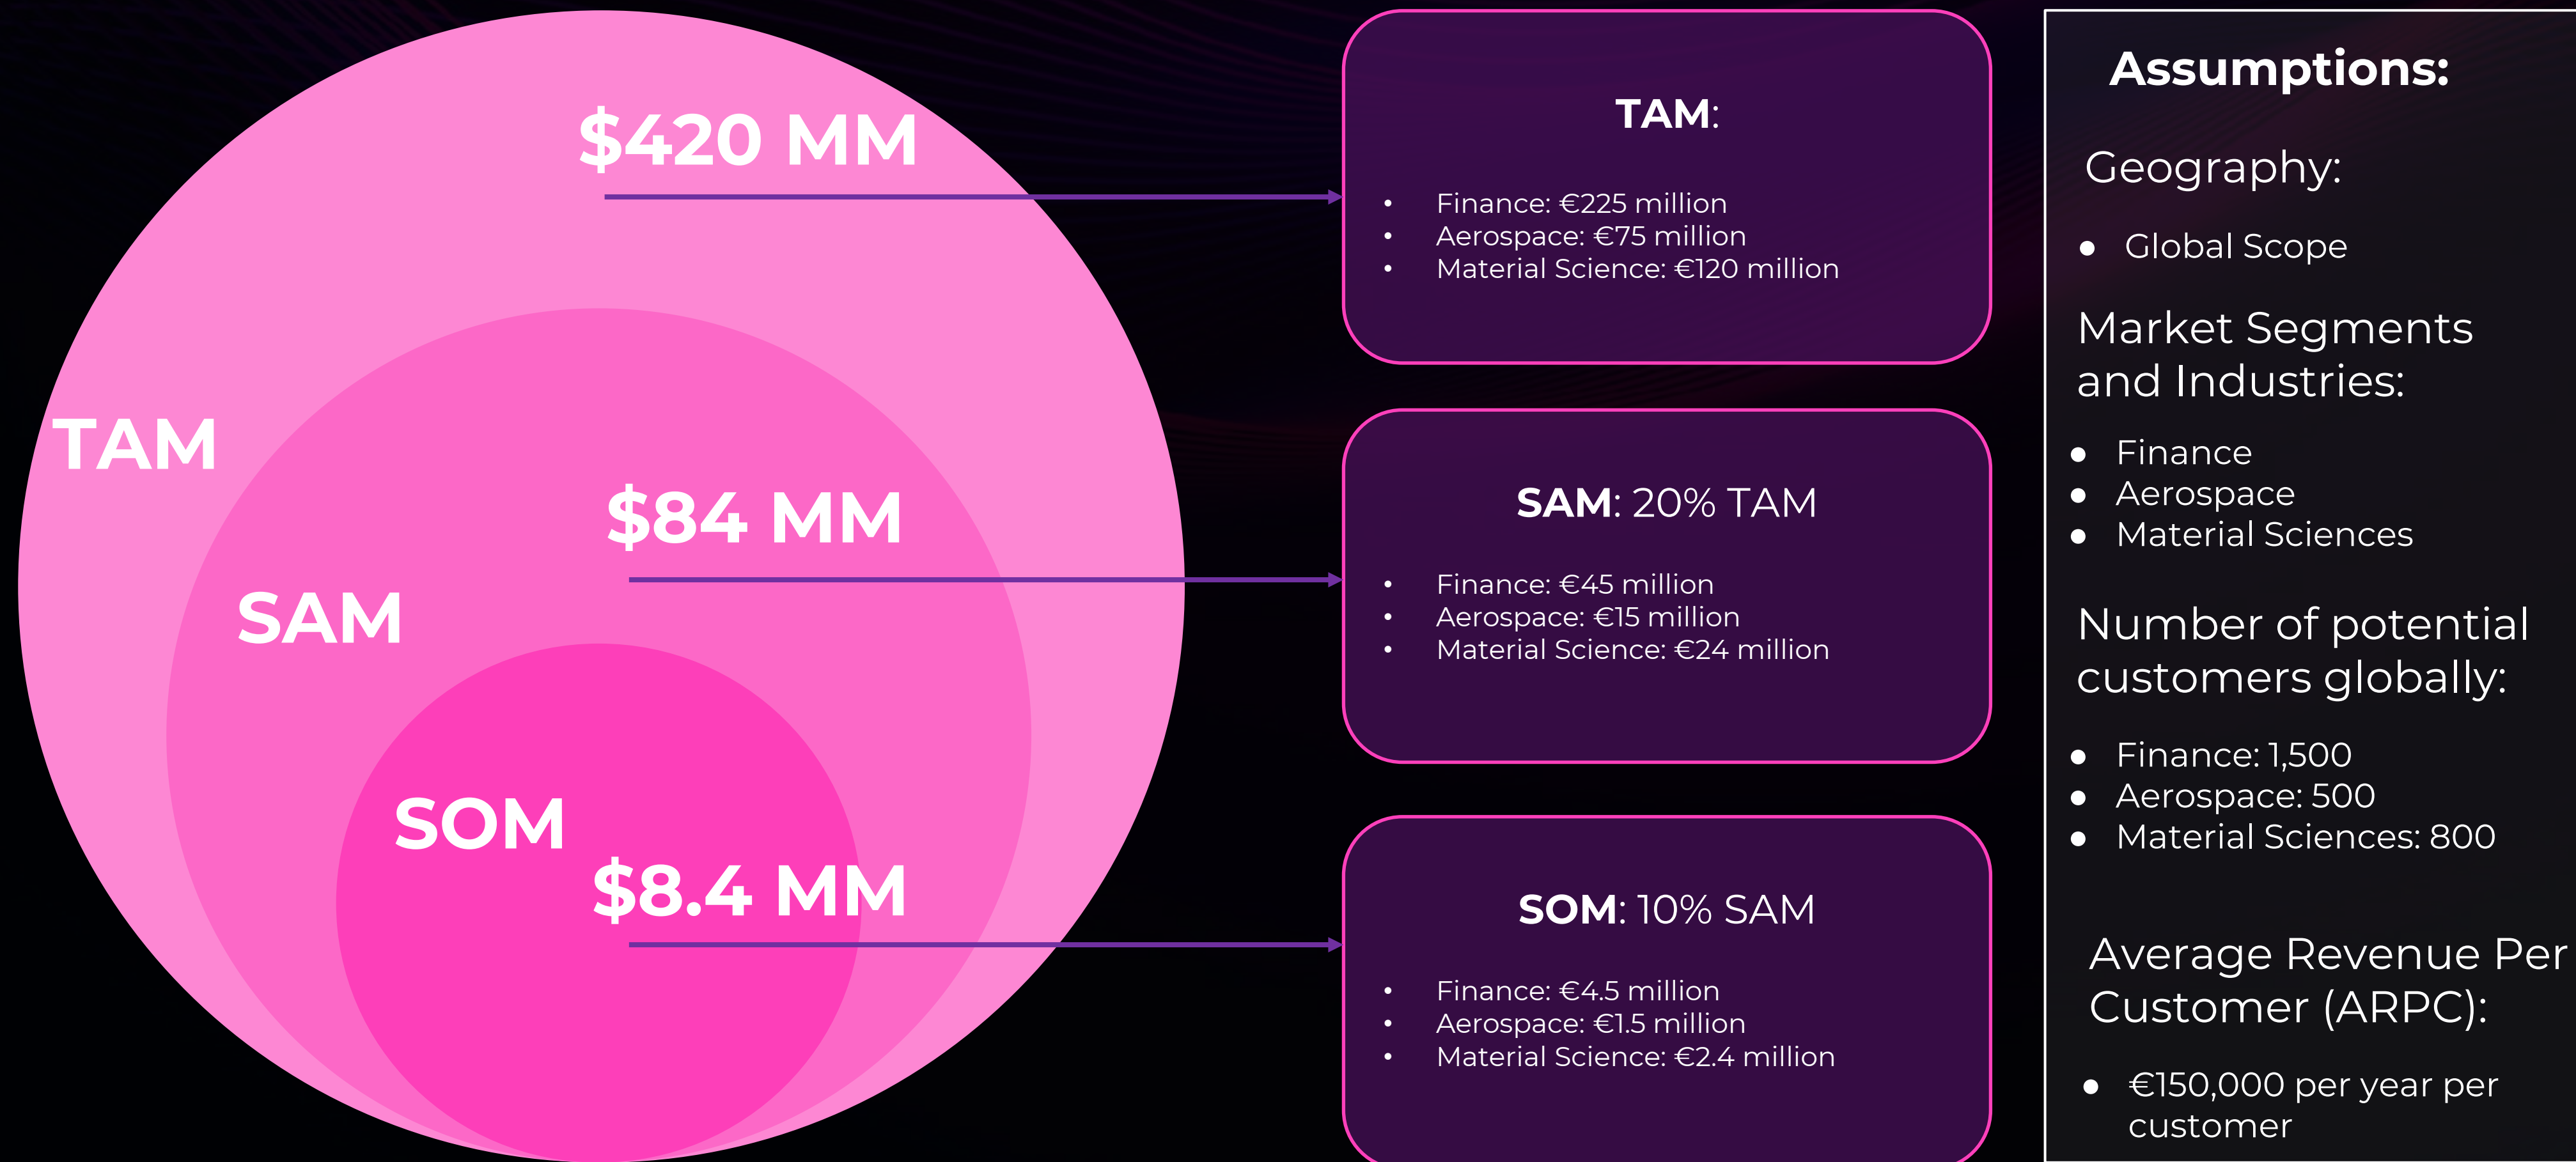 $420 MM
TAM
$84 MM
SAM
SOM
$8.4 MM
TAM:
• Finance: €225 million
• Aerospace: €75 million
• Material Science: €120 million
SAM: 20% TAM
• Finance: €45 million
• Aerospace: €15 million
• Material Science: €24 million
SOM: 10% SAM
• Finance: €4.5 million
• Aerospace: €1.5 million
• Material Science: €2.4 million
Assumptions:
Geography:
● Global Scope
Market Segments
and Industries:
● Finance
● Aerospace
● Material Sciences
Number of potential
customers globally:
● Finance: 1,500
● Aerospace: 500
● Material Sciences: 800
Average Revenue Per
Customer (ARPC):
● €150,000 per year per
customer